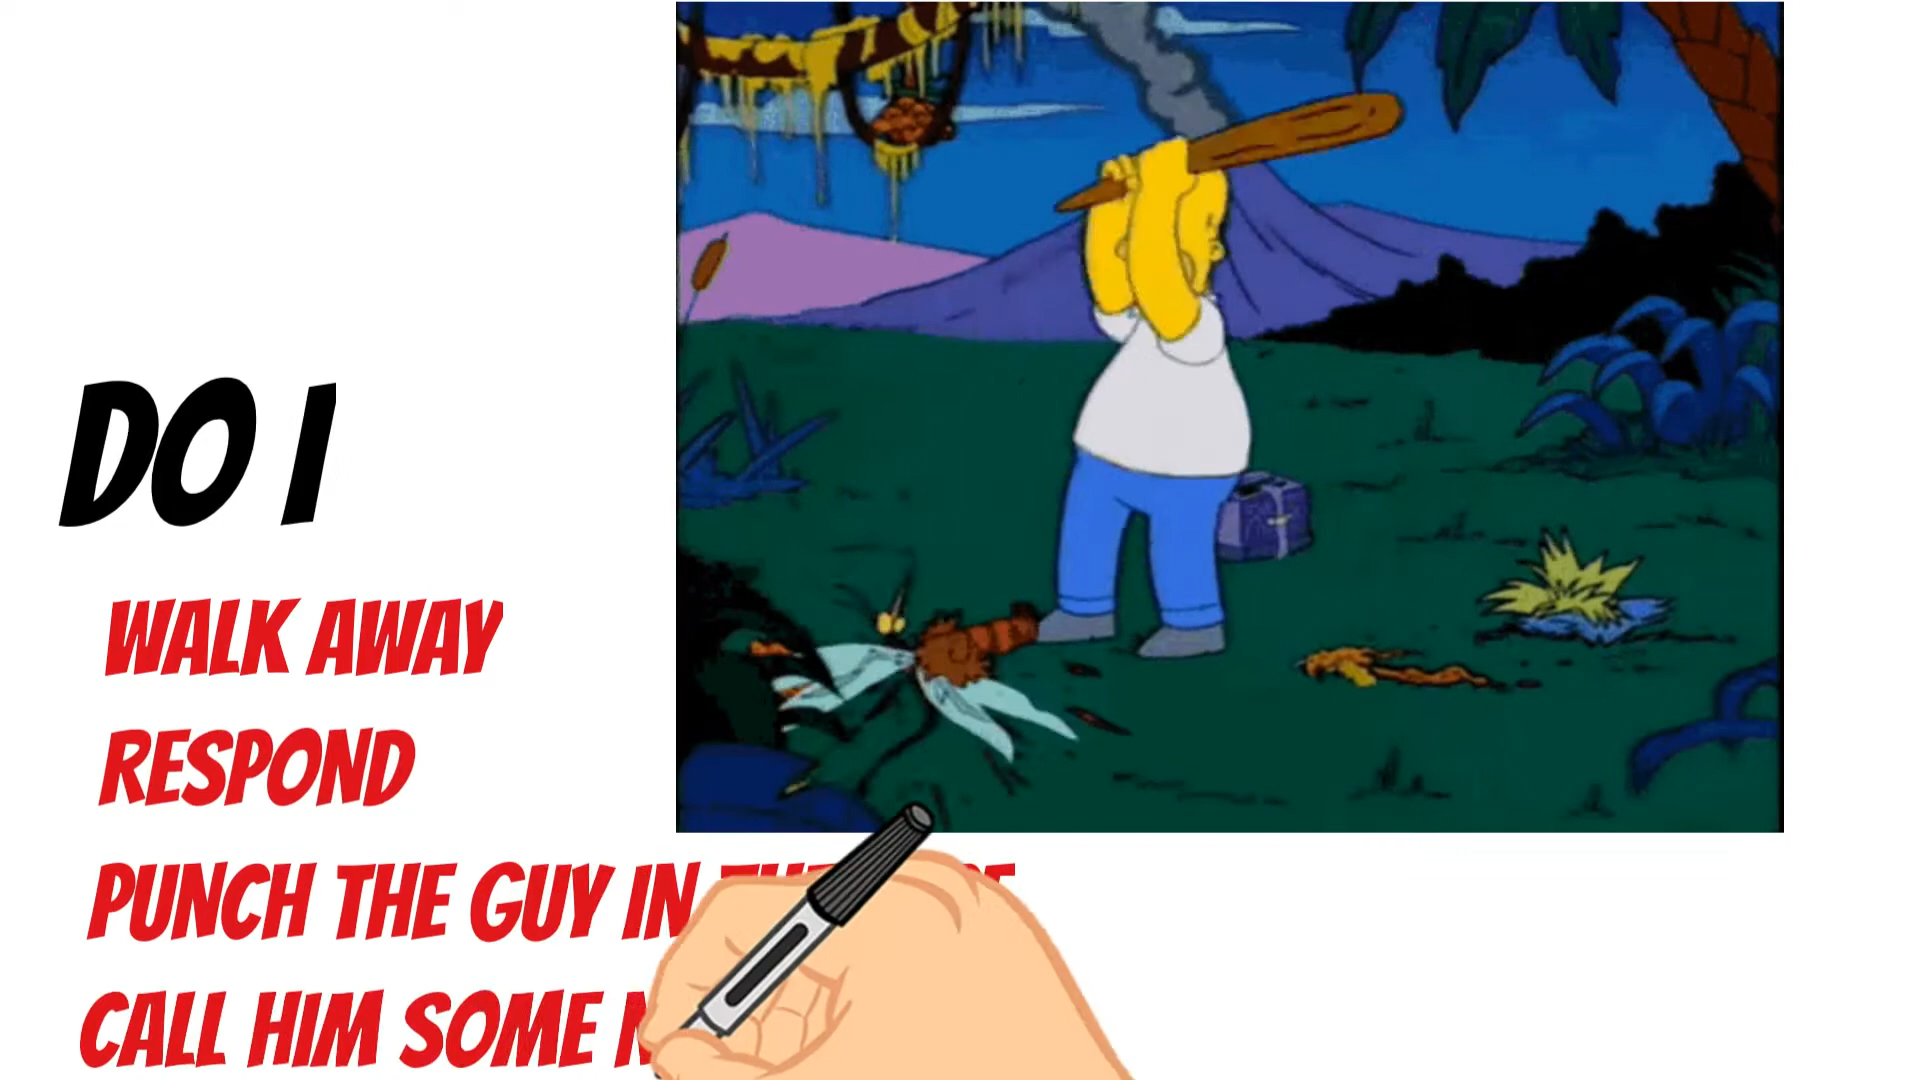 DO I
WALK AWAY
RESPOND
PUNCH THE GUY IN
CALL HIM SOME